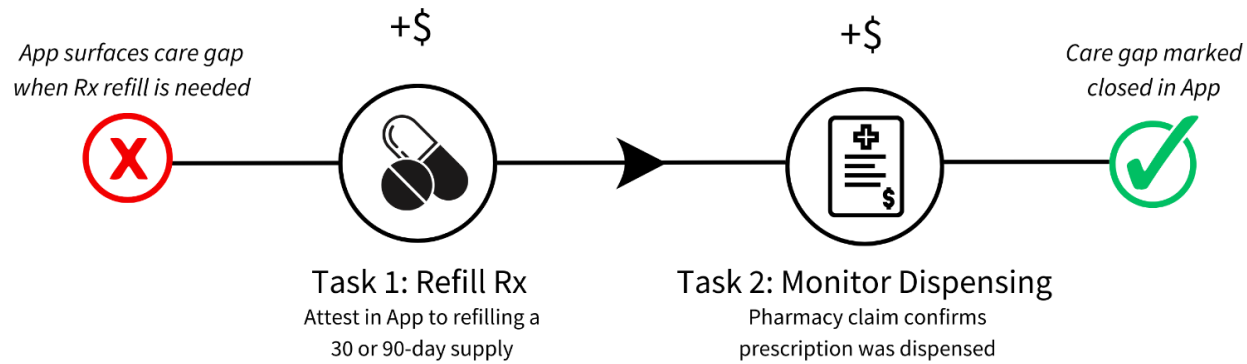 +$
+$
App surfaces care gap
when Rx refill is needed
Care gap marked
closed in App
X
$
Task 1: Refill Rx
Attest in App to refilling a
30 or 90-day supply
Task 2: Monitor Dispensing
Pharmacy claim confirms
prescription was dispensed